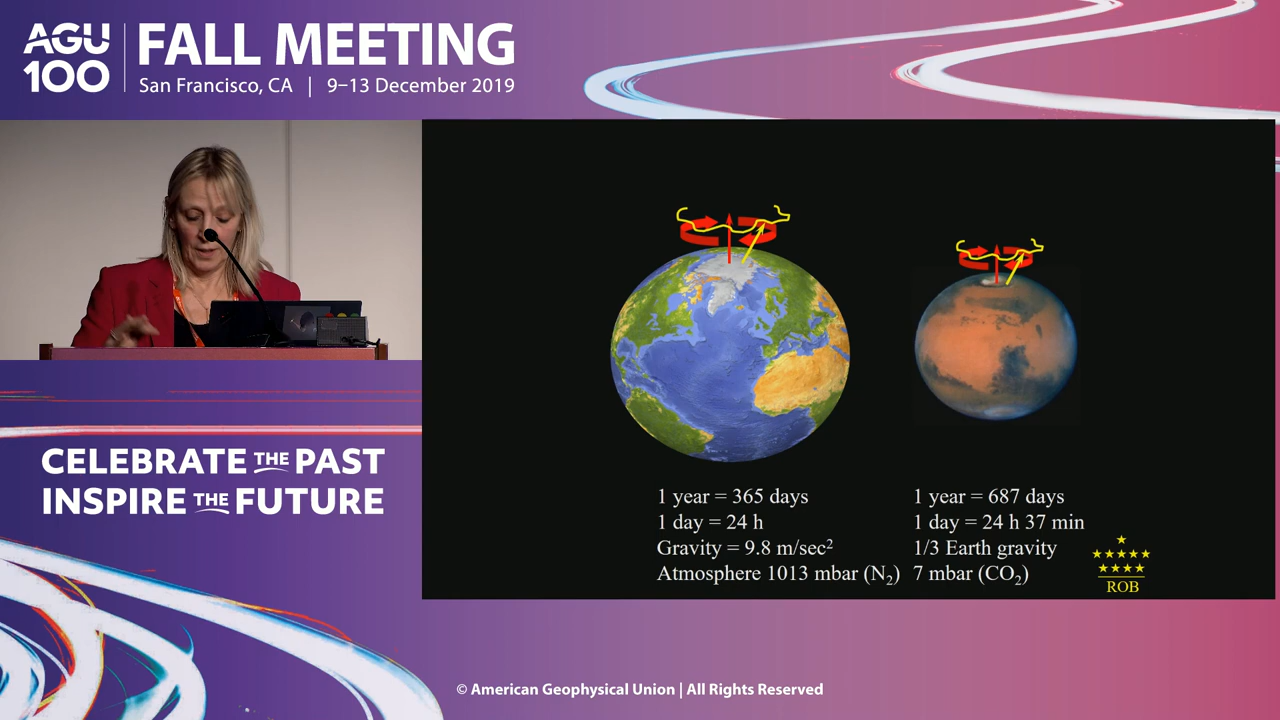 AGU
100
FALL MEETING
San Francisco, CA | 9–13 December 2019
1 year = 365 days
1 day = 24 h
Gravity = 9.8 m/sec²
Atmosphere 1013 mbar (N₂)
1 year = 687 days
1 day = 24 h 37 min
1/3 Earth gravity
7 mbar (CO₂)
ROB
CELEBRATE THE PAST
INSPIRE THE FUTURE
© American Geophysical Union | All Rights Reserved